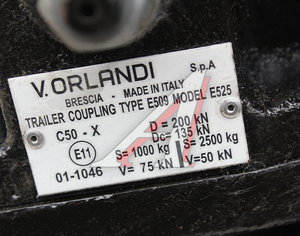 V.ORLANDI S.p.A
BRESCIA - MADE IN ITALY
TRAILER COUPLING TYPE E509 MODEL E525
C50 - X D = 200 kN
Dc = 135 kN
E11 S= 1000 kg S= 2500 kg
01-1046 V= 75 kN V=50 kN